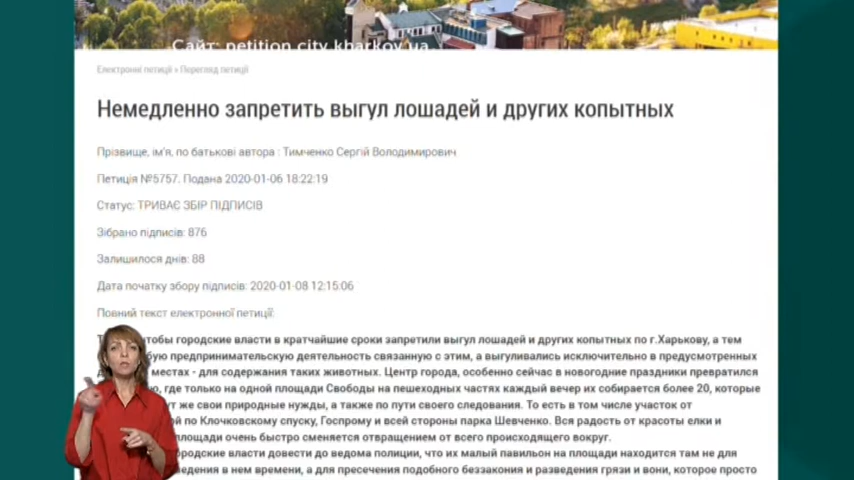 Сайт: petition.city.kharkov.ua
Електронні петиції » Перегляд петиції
Немедленно запретить выгул лошадей и других копытных
Прізвище, ім'я, по батькові автора : Тимченко Сергій Володимирович
Петиція №5757. Подана 2020-01-06 18:22:19
Статус: ТРИВАЄ ЗБІР ПІДПИСІВ
Зібрано підписів: 876
Залишилося днів: 88
Дата початку збору підписів: 2020-01-08 12:15:06
Повний текст електронної петиції:
чтобы городские власти в кратчайшие сроки запретили выгул лошадей и других копытных по г.Харькову, а тем
предпринимательскую деятельность связанную с этим, а выгуливались исключительно в предусмотренных
местах - для содержания таких животных. Центр города, особенно сейчас в новогодние праздники превратился
где только на одной площади Свободы на пешеходных частях каждый вечер их собирается более 20, которые
же свои природные нужды, а также по пути своего следования. То есть в том числе участок от
по Клочковскому спуску, Госпрому и всей стороны парка Шевченко. Вся радость от красоты елки и
площади очень быстро сменяется отвращением от всего происходящего вокруг.
городские власти довести до ведома полиции, что их малый павильон на площади находится там не для
в нем времени, а для пресечения подобного беззакония и разведения грязи и вони, которое просто